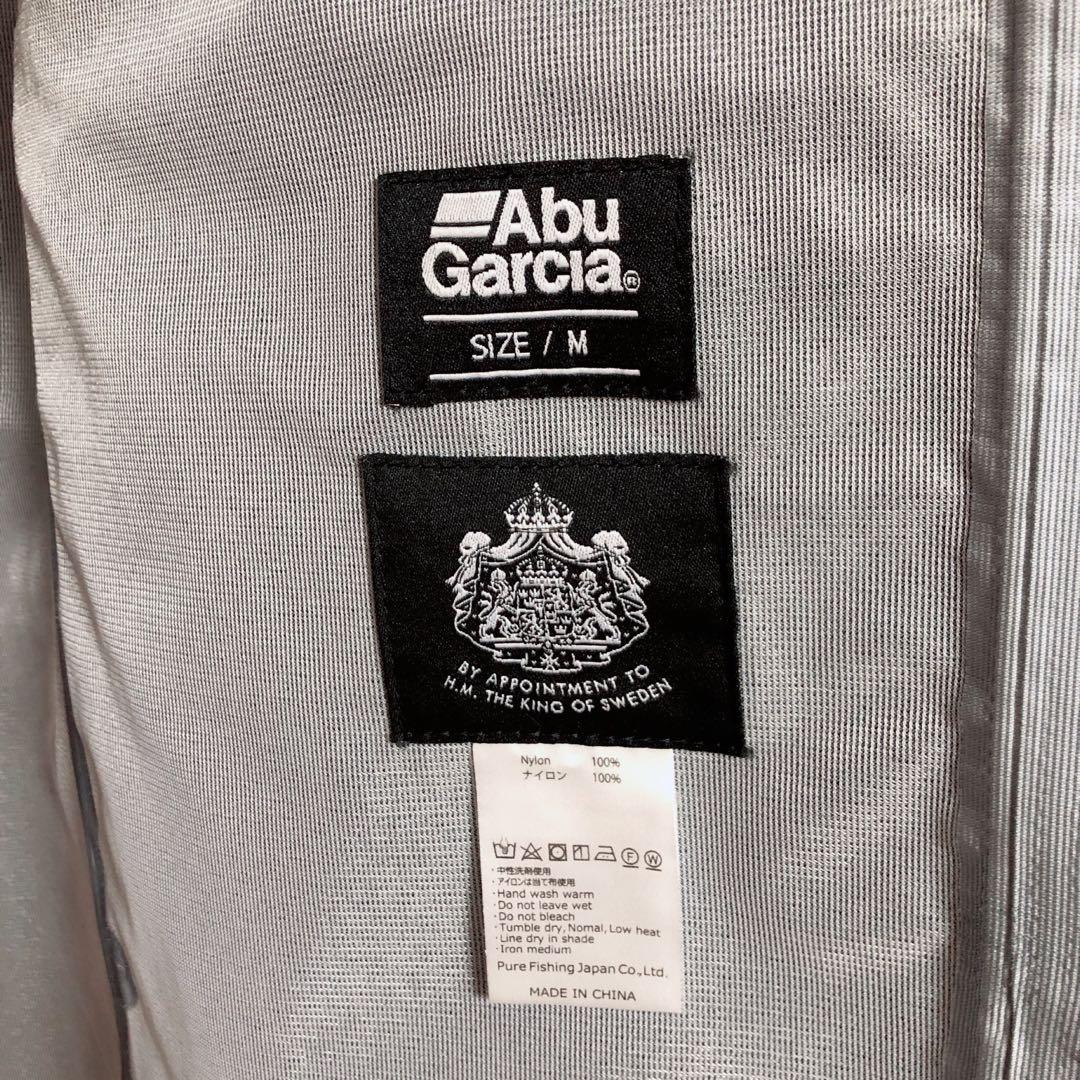 Abu
Garcia®
SIZE / M
BY APPOINTMENT TO
H.M. THE KING OF SWEDEN
Nylon 100%
ナイロン 100%
F W
・中性洗剤使用
・アイロンは当て布使用
・Hand wash warm
・Do not leave wet
・Do not bleach
・Tumble dry, Nomal, Low heat
・Line dry in shade
・Iron medium
Pure Fishing Japan Co., Ltd.
MADE IN CHINA